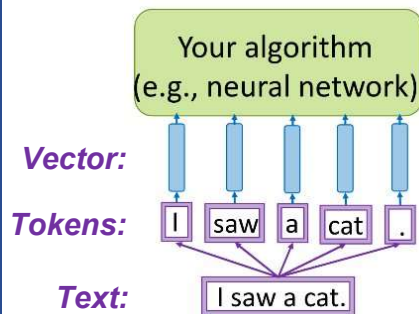 Your algorithm
(e.g., neural network)
Vector:
Tokens: I saw a cat .
Text: I saw a cat.